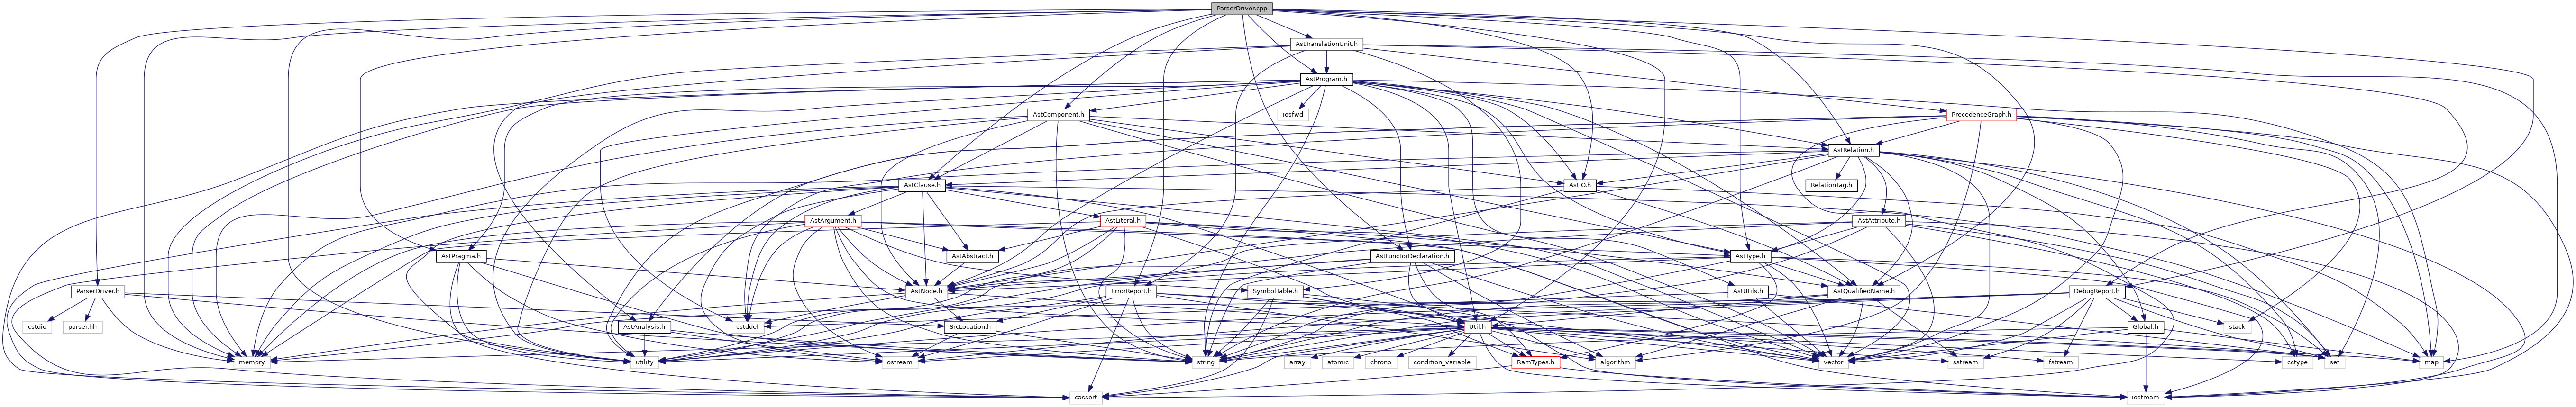 ParserDriver.cpp
AstTranslationUnit.h
AstProgram.h
AstComponent.h
iosfwd
PrecedenceGraph.h
AstRelation.h
AstClause.h
AstIO.h
RelationTag.h
AstArgument.h
AstLiteral.h
AstAttribute.h
AstPragma.h
AstAbstract.h
AstFunctorDeclaration.h
AstType.h
ParserDriver.h
AstNode.h
ErrorReport.h
SymbolTable.h
AstUtils.h
AstQualifiedName.h
DebugReport.h
cstdio
parser.hh
AstAnalysis.h
cstddef
SrcLocation.h
Util.h
Global.h
stack
memory
utility
ostream
string
array
atomic
chrono
condition_variable
RamTypes.h
algorithm
vector
sstream
fstream
cctype
set
map
cassert
iostream